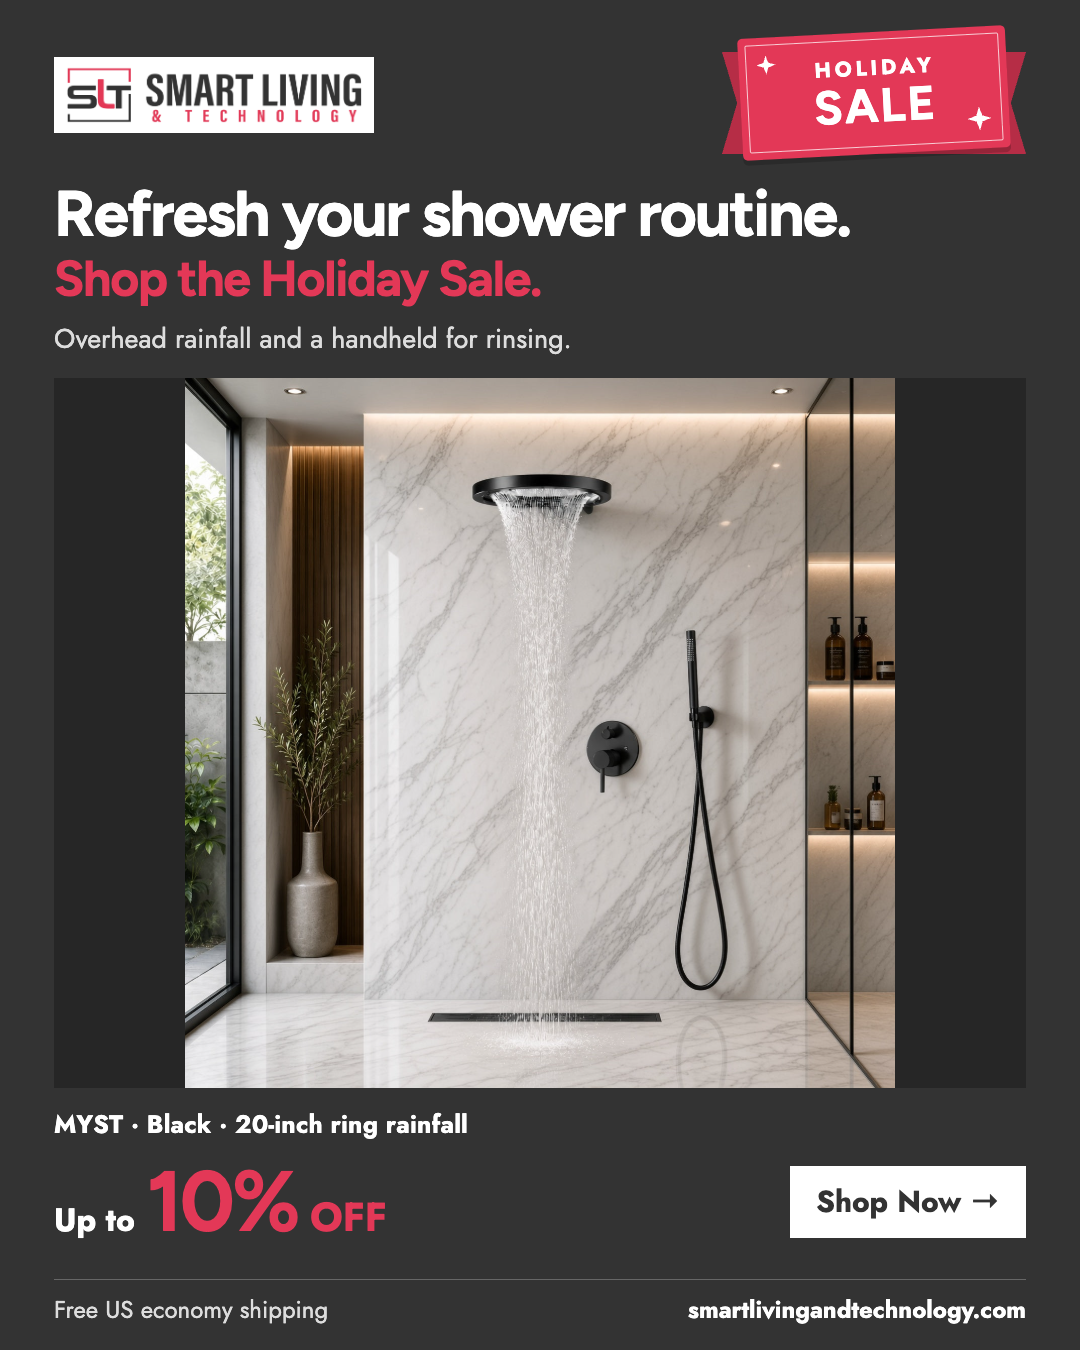 SLT SMART LIVING
& TECHNOLOGY
HOLIDAY
SALE
Refresh your shower routine.
Shop the Holiday Sale.
Overhead rainfall and a handheld for rinsing.
MYST · Black · 20-inch ring rainfall
Up to 10% OFF
Shop Now →
Free US economy shipping
smartlivingandtechnology.com